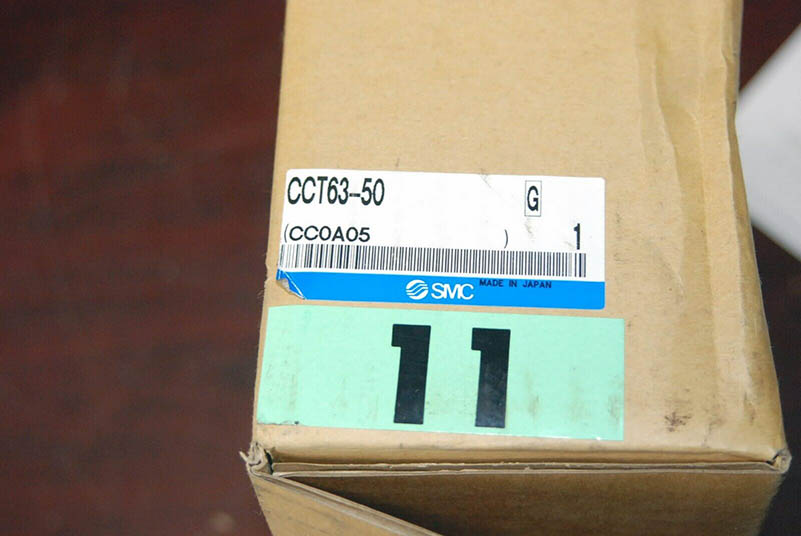 CCT63-50 G
(CC0A05 ) 1
SMC MADE IN JAPAN
11